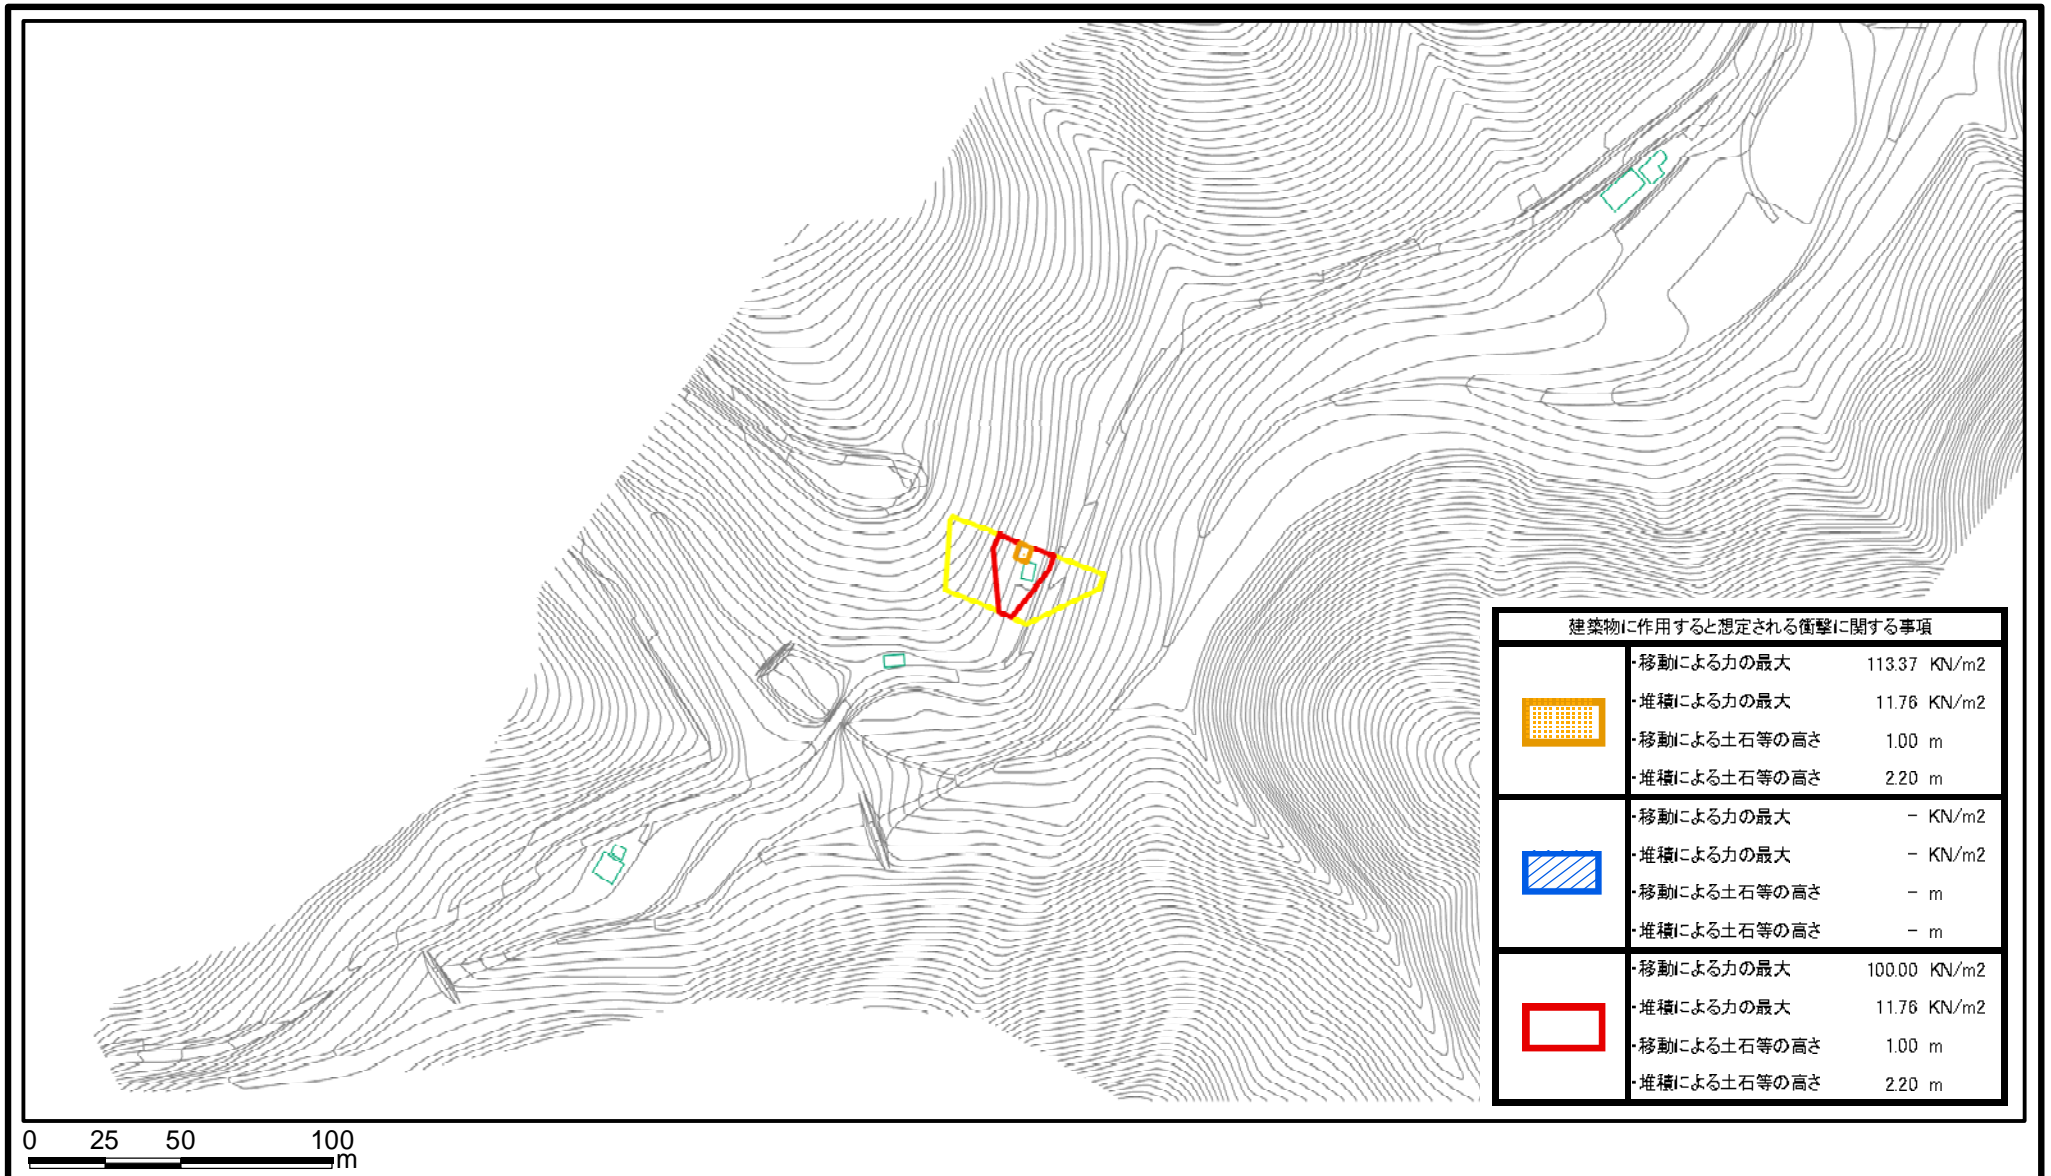 建築物に作用すると想定される衝撃に関する事項
・移動による力の最大 113.37 KN/m2
・堆積による力の最大 11.76 KN/m2
・移動による土石等の高さ 1.00 m
・堆積による土石等の高さ 2.20 m
・移動による力の最大 - KN/m2
・堆積による力の最大 - KN/m2
・移動による土石等の高さ - m
・堆積による土石等の高さ - m
・移動による力の最大 100.00 KN/m2
・堆積による力の最大 11.76 KN/m2
・移動による土石等の高さ 1.00 m
・堆積による土石等の高さ 2.20 m
0 25 50 100
m